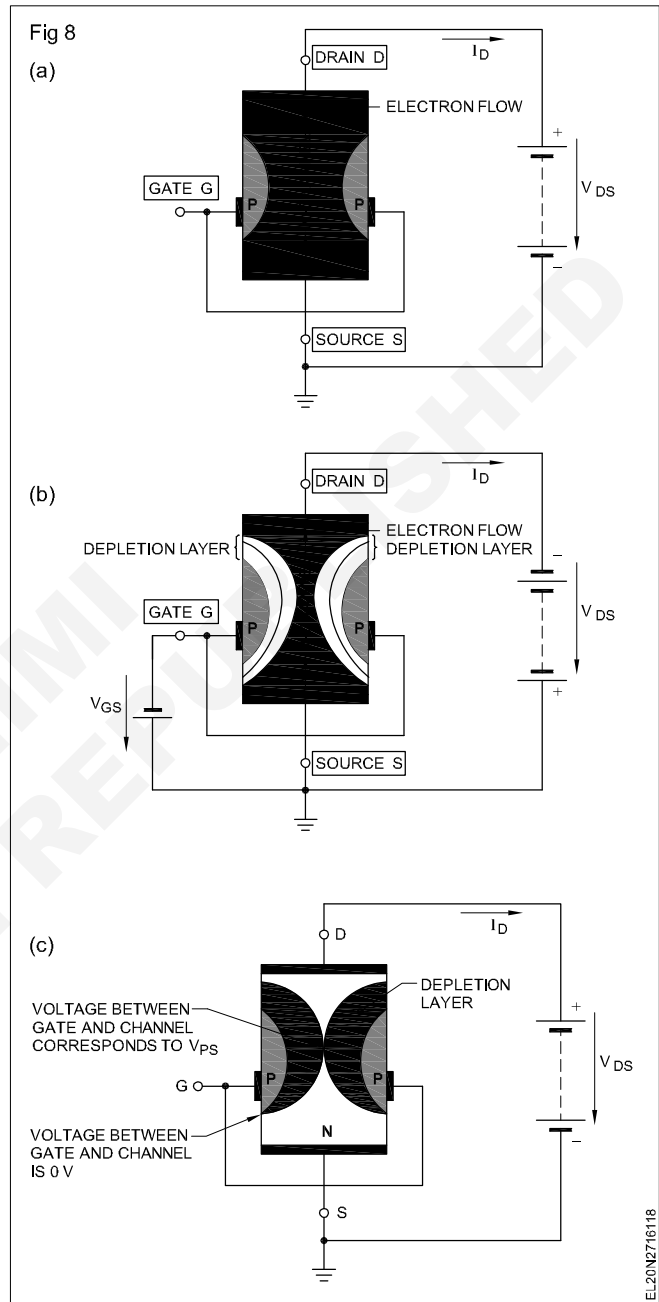 Fig 8
(a)
I_D
DRAIN D
ELECTRON FLOW
+
GATE G
P
P
V_DS
−
SOURCE S
(b)
I_D
DRAIN D
ELECTRON FLOW
DEPLETION LAYER
DEPLETION LAYER
−
GATE G
P
P
V_DS
+
V_GS
SOURCE S
(c)
I_D
D
DEPLETION
LAYER
VOLTAGE BETWEEN
GATE AND CHANNEL
CORRESPONDS TO V_PS
+
G
P
P
V_DS
VOLTAGE BETWEEN
GATE AND CHANNEL
IS 0 V
N
−
S
EL20N2716118
REPUBLISHED